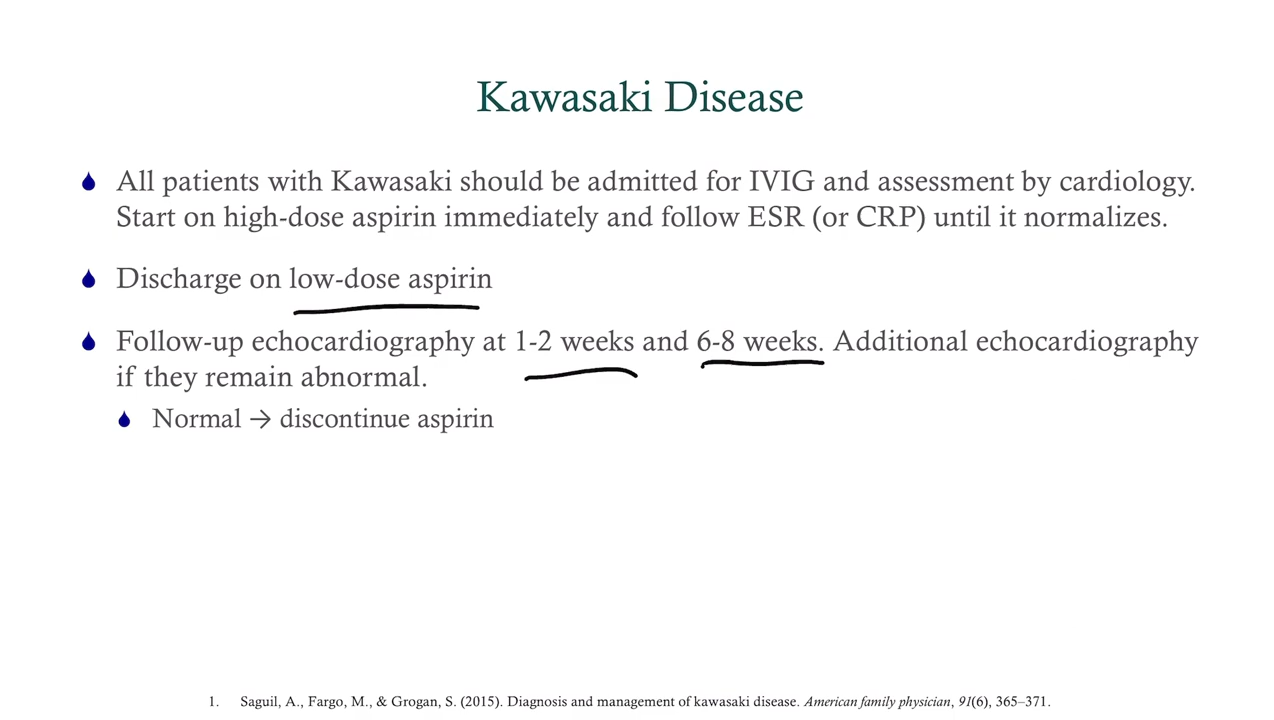 Kawasaki Disease
All patients with Kawasaki should be admitted for IVIG and assessment by cardiology.
Start on high-dose aspirin immediately and follow ESR (or CRP) until it normalizes.
Discharge on low-dose aspirin
Follow-up echocardiography at 1-2 weeks and 6-8 weeks. Additional echocardiography
if they remain abnormal.
Normal → discontinue aspirin
1. Saguil, A., Fargo, M., & Grogan, S. (2015). Diagnosis and management of kawasaki disease. American family physician, 91(6), 365–371.